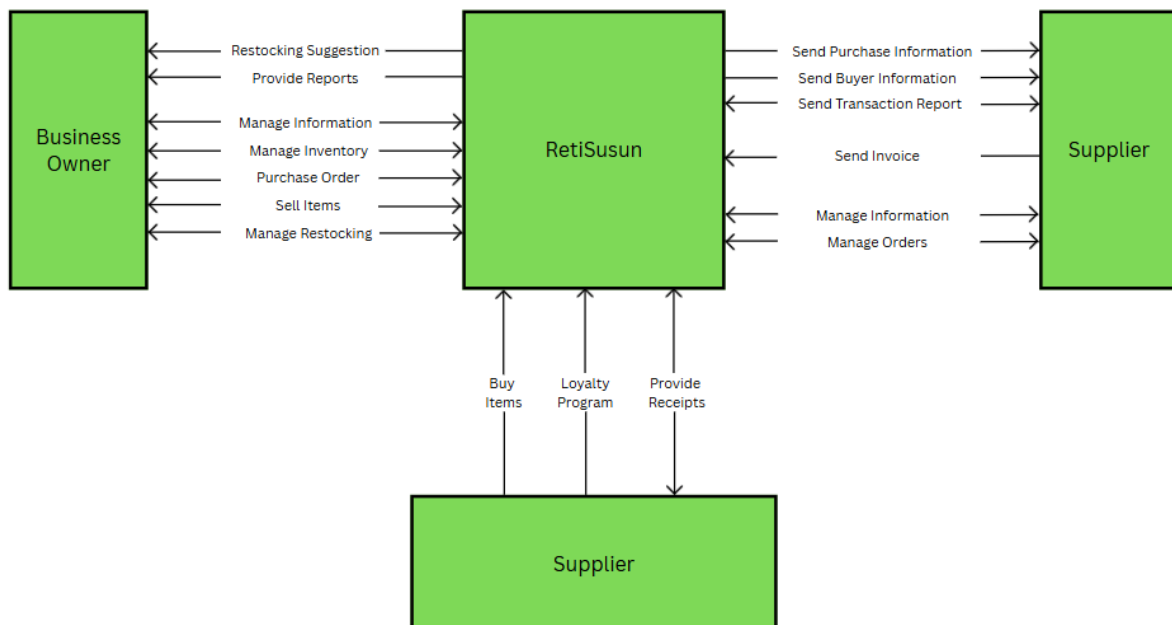 Restocking Suggestion
Provide Reports
Manage Information
Manage Inventory
Purchase Order
Sell Items
Manage Restocking
Business
Owner
RetiSusun
Send Purchase Information
Send Buyer Information
Send Transaction Report
Send Invoice
Manage Information
Manage Orders
Supplier
Buy
Items
Loyalty
Program
Provide
Receipts
Supplier